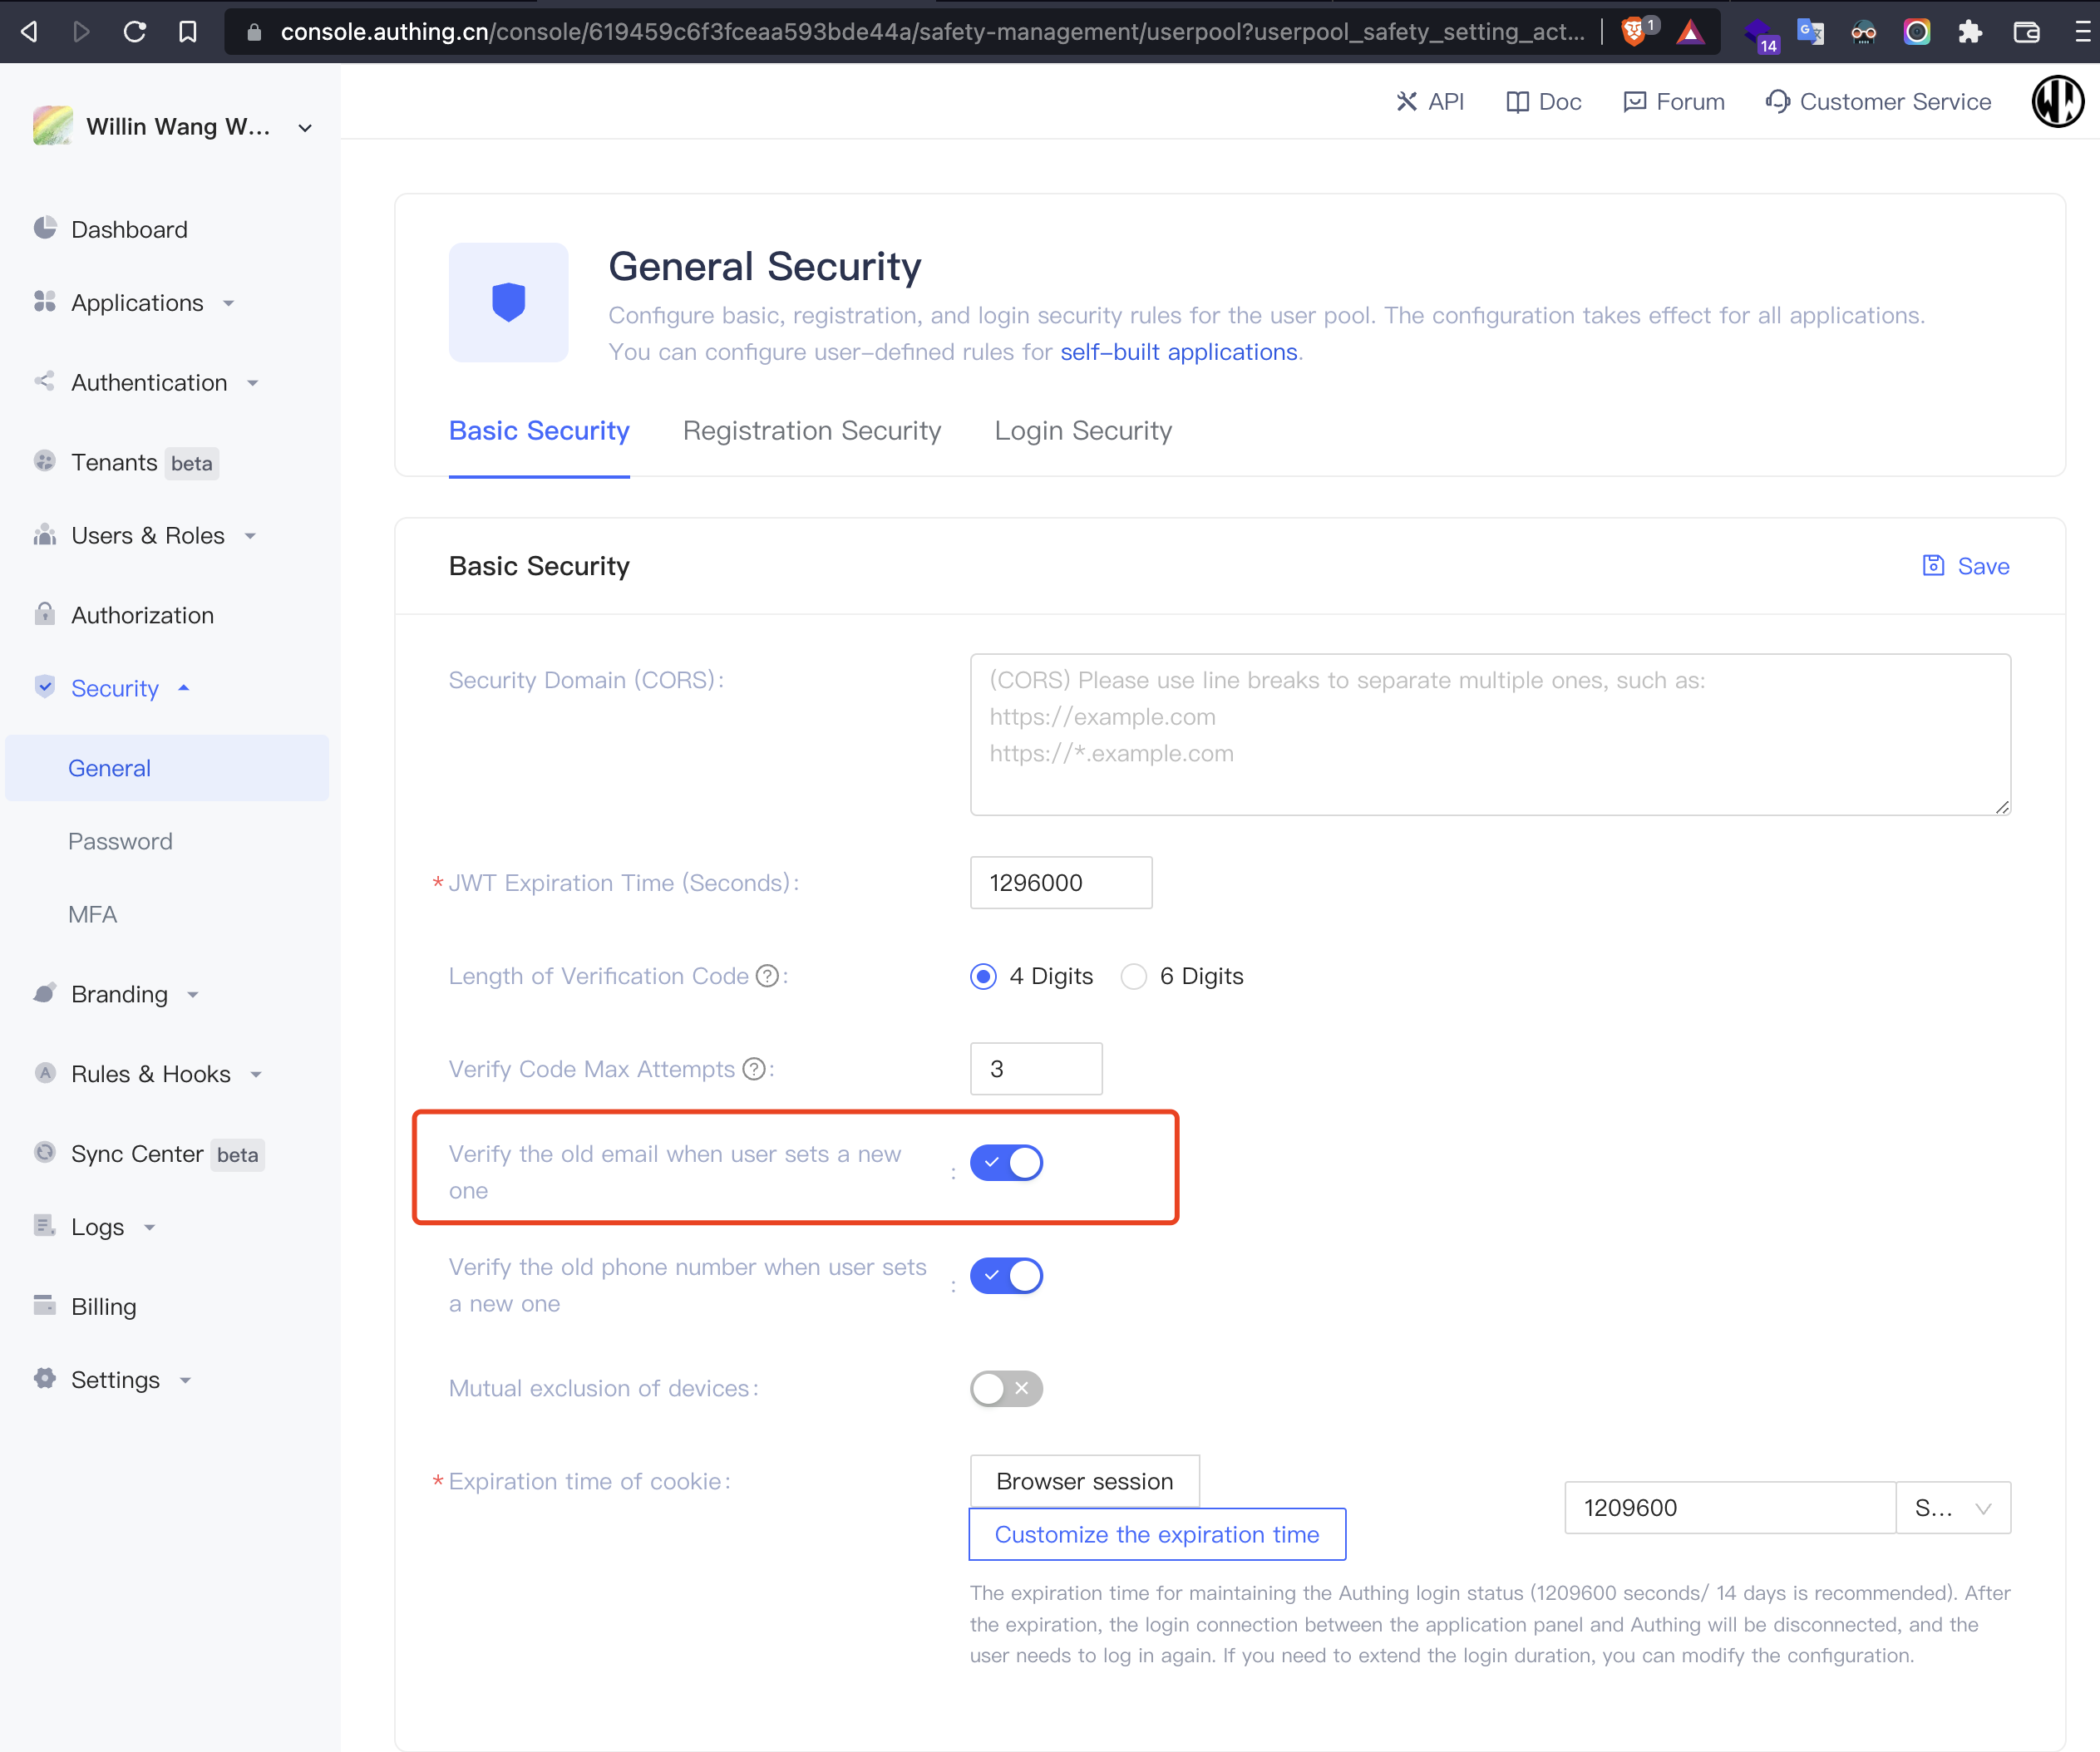 console.authing.cn/console/619459c6f3fceaa593bde44a/safety-management/userpool?userpool_safety_setting_act...
1
14
Willin Wang W...
API
Doc
Forum
Customer Service
Dashboard
Applications
Authentication
Tenants beta
Users & Roles
Authorization
Security
General
Password
MFA
Branding
Rules & Hooks
Sync Center beta
Logs
Billing
Settings
General Security
Configure basic, registration, and login security rules for the user pool. The configuration takes effect for all applications.
You can configure user-defined rules for self-built applications.
Basic Security
Registration Security
Login Security
Basic Security
Save
Security Domain (CORS):
(CORS) Please use line breaks to separate multiple ones, such as:
https://example.com
https://*.example.com
* JWT Expiration Time (Seconds):
1296000
Length of Verification Code ? :
4 Digits
6 Digits
Verify Code Max Attempts ? :
3
Verify the old email when user sets a new
one :
Verify the old phone number when user sets
a new one :
Mutual exclusion of devices:
* Expiration time of cookie:
Browser session
Customize the expiration time
1209600
S...
The expiration time for maintaining the Authing login status (1209600 seconds/ 14 days is recommended). After
the expiration, the login connection between the application panel and Authing will be disconnected, and the
user needs to log in again. If you need to extend the login duration, you can modify the configuration.